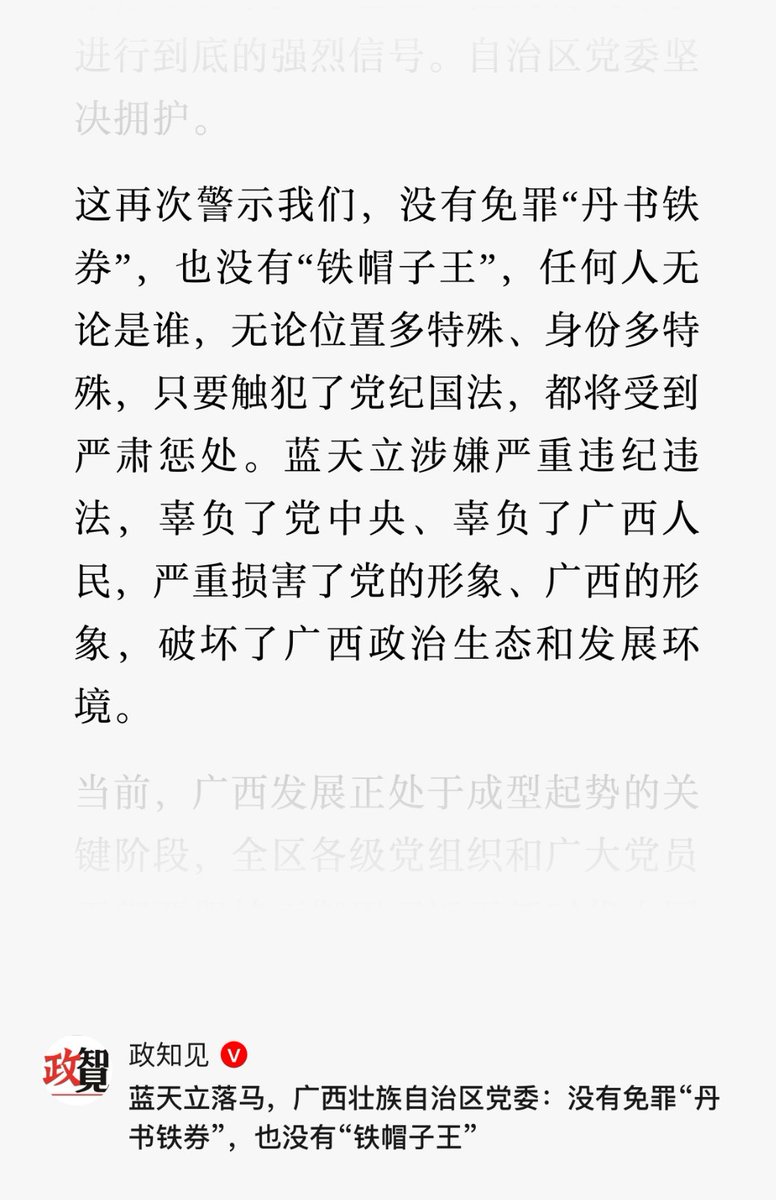 进行到底的强烈信号。自治区党委坚
决拥护。
这再次警示我们，没有免罪“丹书铁
券”，也没有“铁帽子王”，任何人无
论是谁，无论位置多特殊、身份多特
殊，只要触犯了党纪国法，都将受到
严肃惩处。蓝天立涉嫌严重违纪违
法，辜负了党中央、辜负了广西人
民，严重损害了党的形象、广西的形
象，破坏了广西政治生态和发展环
境。
当前，广西发展正处于成型起势的关
键阶段，全区各级党组织和广大党员
政知見
政知见 V
蓝天立落马，广西壮族自治区党委：没有免罪“丹
书铁券”，也没有“铁帽子王”